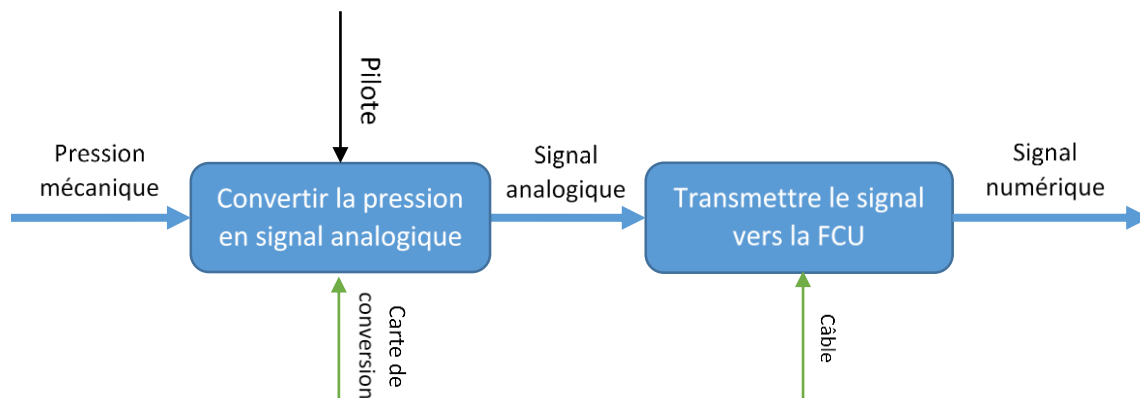 Pilote
Pression
mécanique
Convertir la pression
en signal analogique
Signal
analogique
Transmettre le signal
vers la FCU
Signal
numérique
Carte de
conversion
Câble